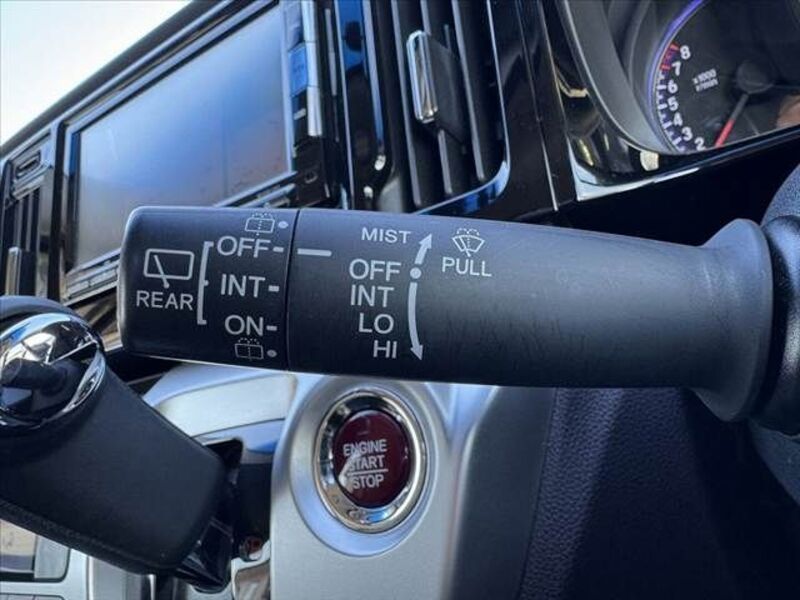 8
7
6
5
4
3
2
x1000
r/min
MIST
OFF
INT
LO
HI
PULL
REAR
OFF
INT
ON
ENGINE
START
STOP